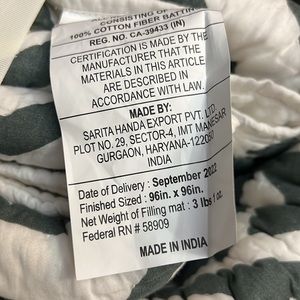 CONSISTING OF
100% COTTON FIBER BATTING
REG. NO. CA-39433 (IN)
CERTIFICATION IS MADE BY THE
MANUFACTURER THAT THE
MATERIALS IN THIS ARTICLE
ARE DESCRIBED IN
ACCORDANCE WITH LAW.
MADE BY:
SARITA HANDA EXPORT PVT. LTD.
PLOT NO. 29, SECTOR-4, IMT MANESAR
GURGAON, HARYANA-122050
INDIA
Date of Delivery : September 2022
Finished Sized : 96in. x 96in.
Net Weight of Filling mat : 3 lbs 1 oz.
Federal RN # 58909
MADE IN INDIA